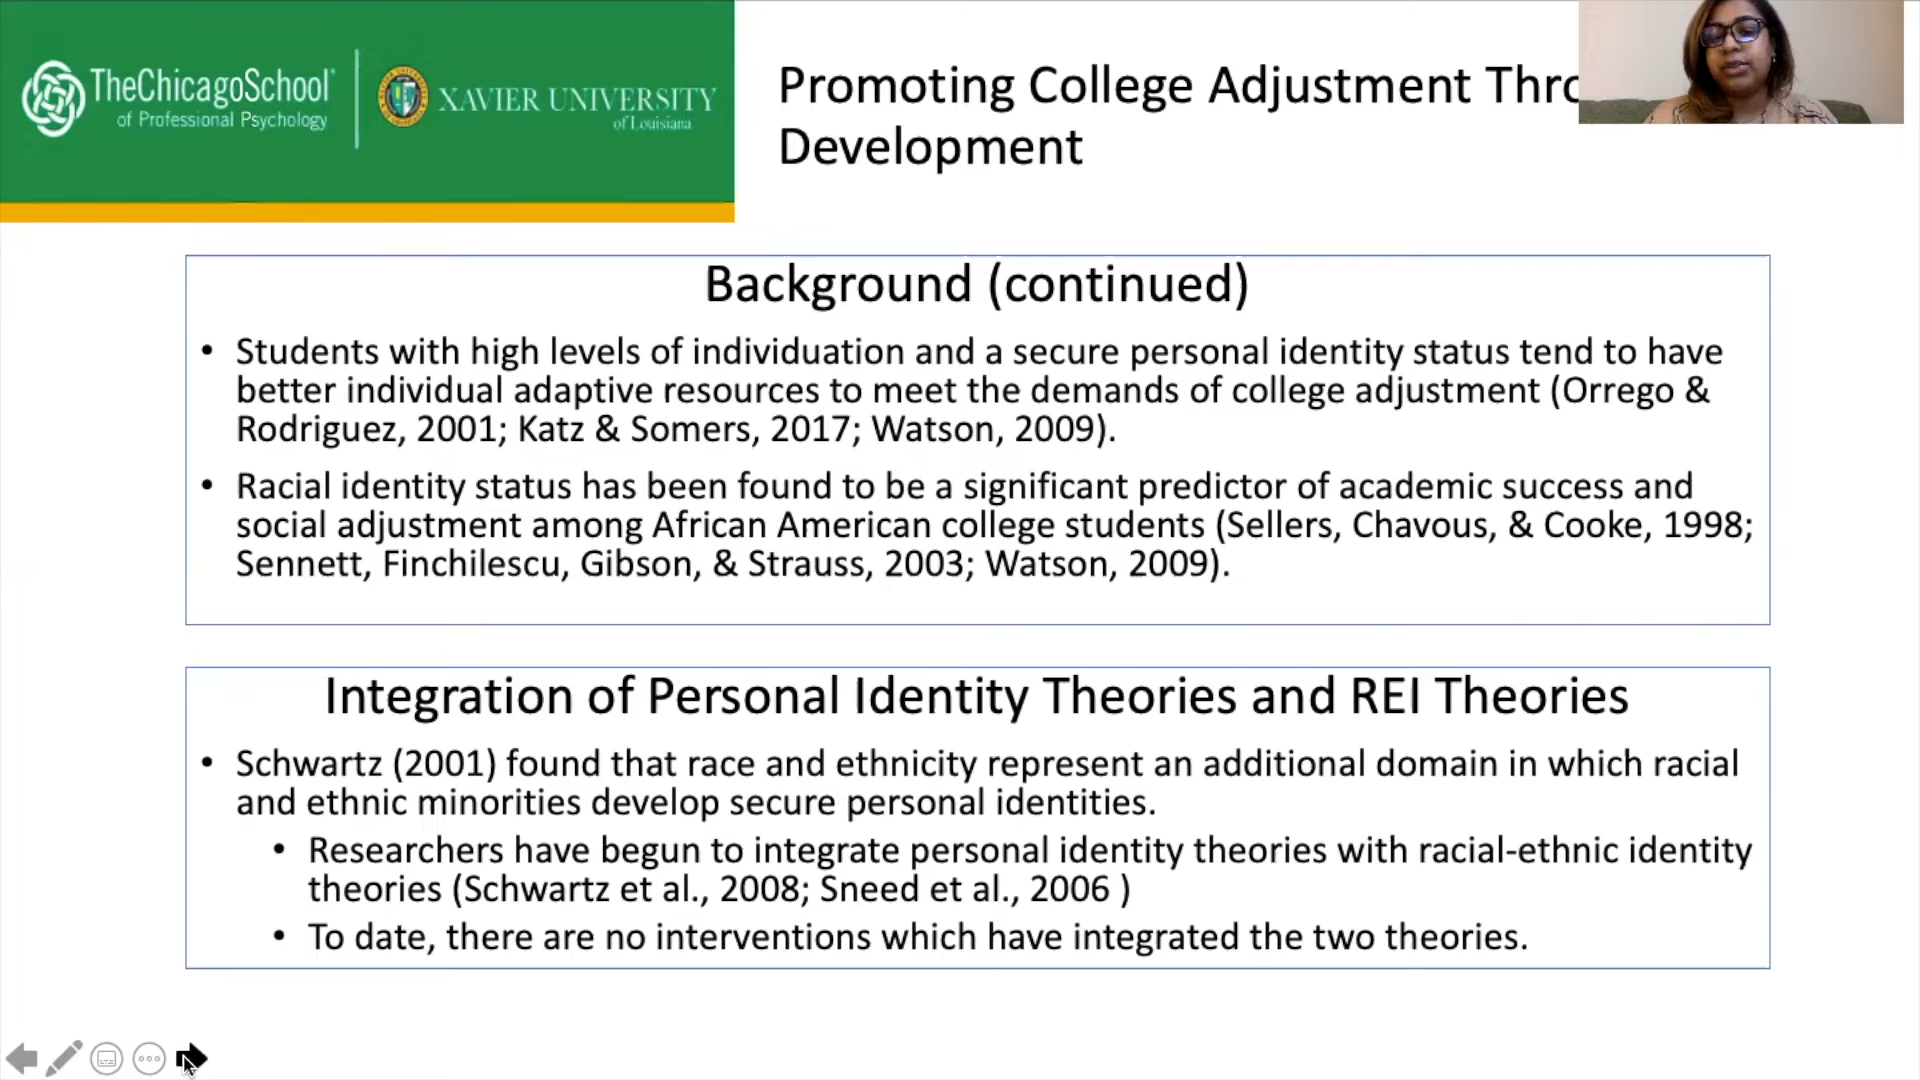 TheChicagoSchool®
of Professional Psychology
XAVIER UNIVERSITY
of Louisiana
Promoting College Adjustment
Development
Background (continued)
• Students with high levels of individuation and a secure personal identity status tend to have
better individual adaptive resources to meet the demands of college adjustment (Orrego &
Rodriguez, 2001; Katz & Somers, 2017; Watson, 2009).
• Racial identity status has been found to be a significant predictor of academic success and
social adjustment among African American college students (Sellers, Chavous, & Cooke, 1998;
Sennett, Finchilescu, Gibson, & Strauss, 2003; Watson, 2009).
Integration of Personal Identity Theories and REI Theories
• Schwartz (2001) found that race and ethnicity represent an additional domain in which racial
and ethnic minorities develop secure personal identities.
• Researchers have begun to integrate personal identity theories with racial-ethnic identity
theories (Schwartz et al., 2008; Sneed et al., 2006 )
• To date, there are no interventions which have integrated the two theories.